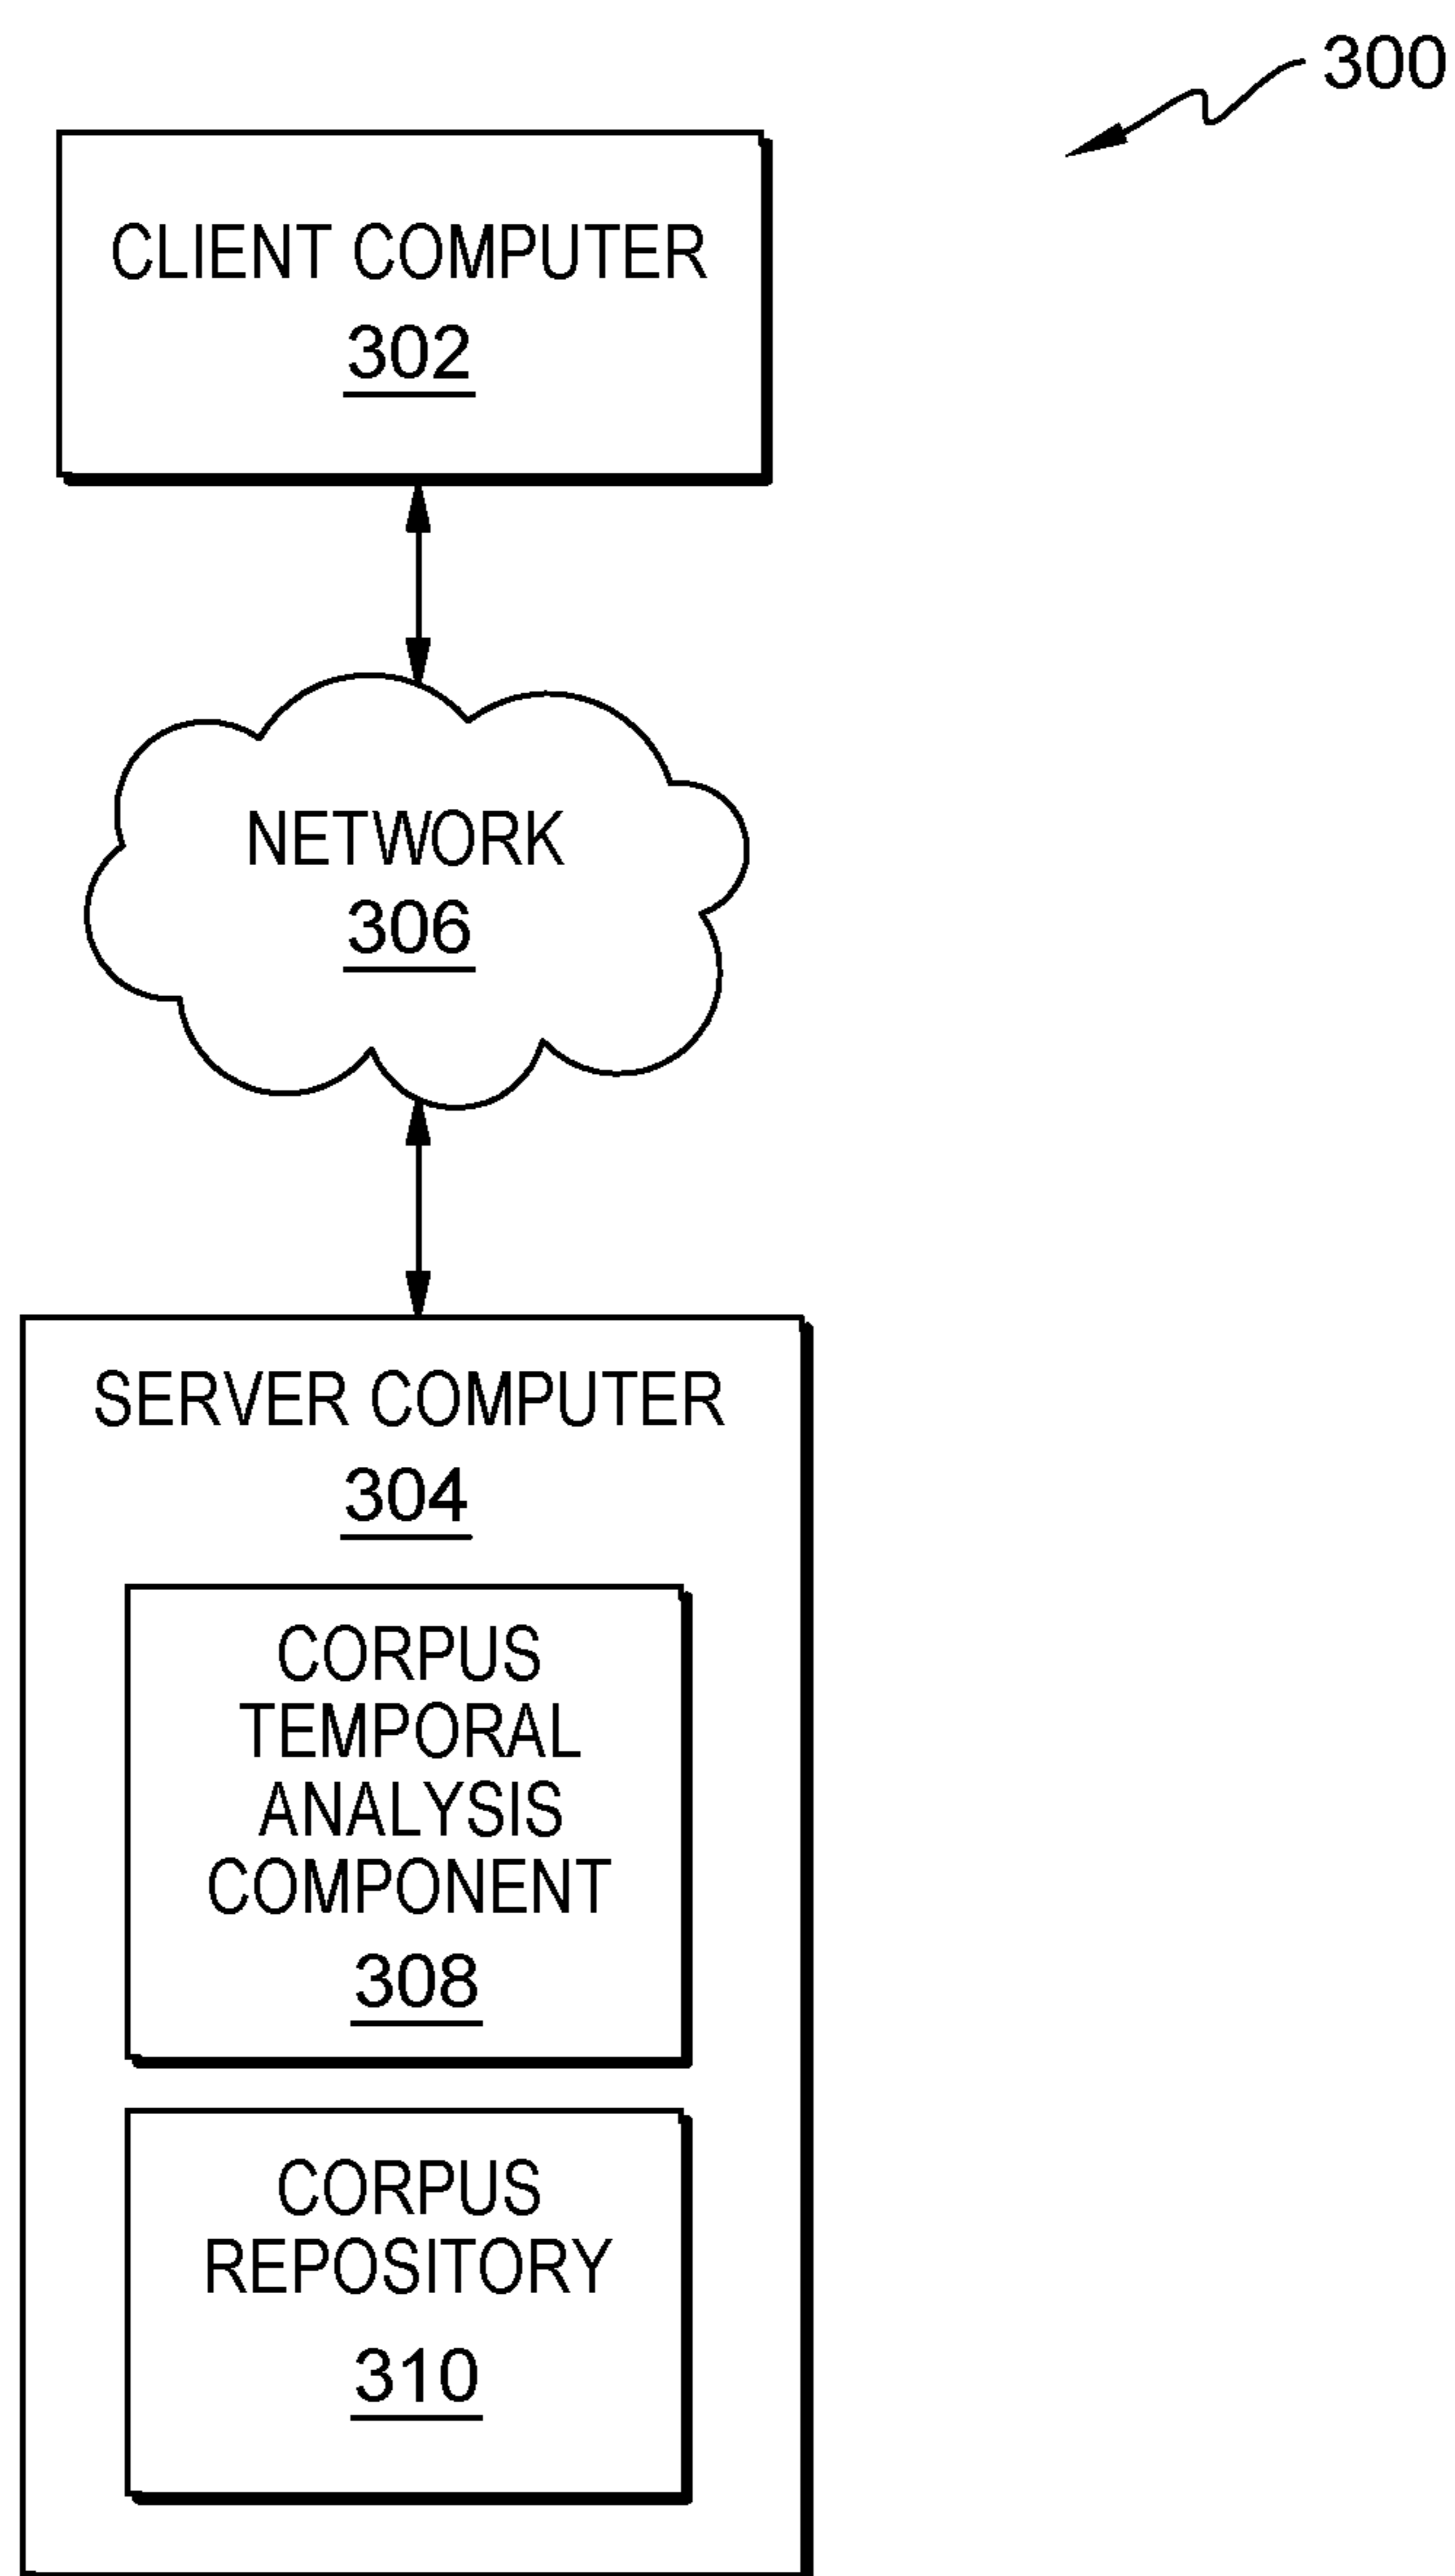 300
CLIENT COMPUTER
302
NETWORK
306
SERVER COMPUTER
304
CORPUS
TEMPORAL
ANALYSIS
COMPONENT
308
CORPUS
REPOSITORY
310